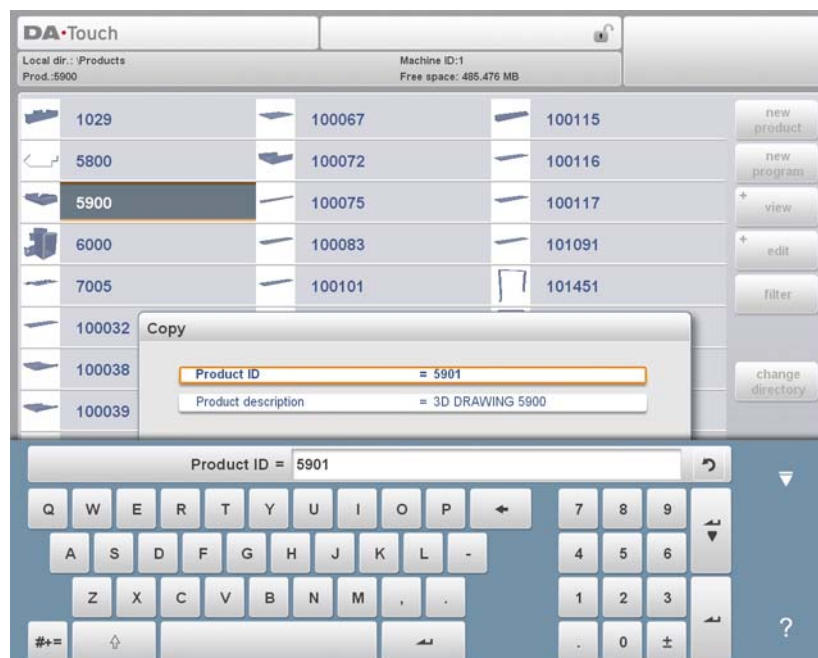 DA•Touch
Local dir.: \Products
Prod.:5900
Machine ID:1
Free space: 485.476 MB
1029
100067
100115
new product
5800
100072
100116
new program
5900
100075
100117
+ view
6000
100083
101091
+ edit
7005
100101
101451
filter
100032
Copy
100038
Product ID = 5901
change directory
100039
Product description = 3D DRAWING 5900
Product ID = 5901
Q W E R T Y U I O P 7 8 9
A S D F G H J K L - 4 5 6
Z X C V B N M , . 1 2 3
#+= . 0 ±
?